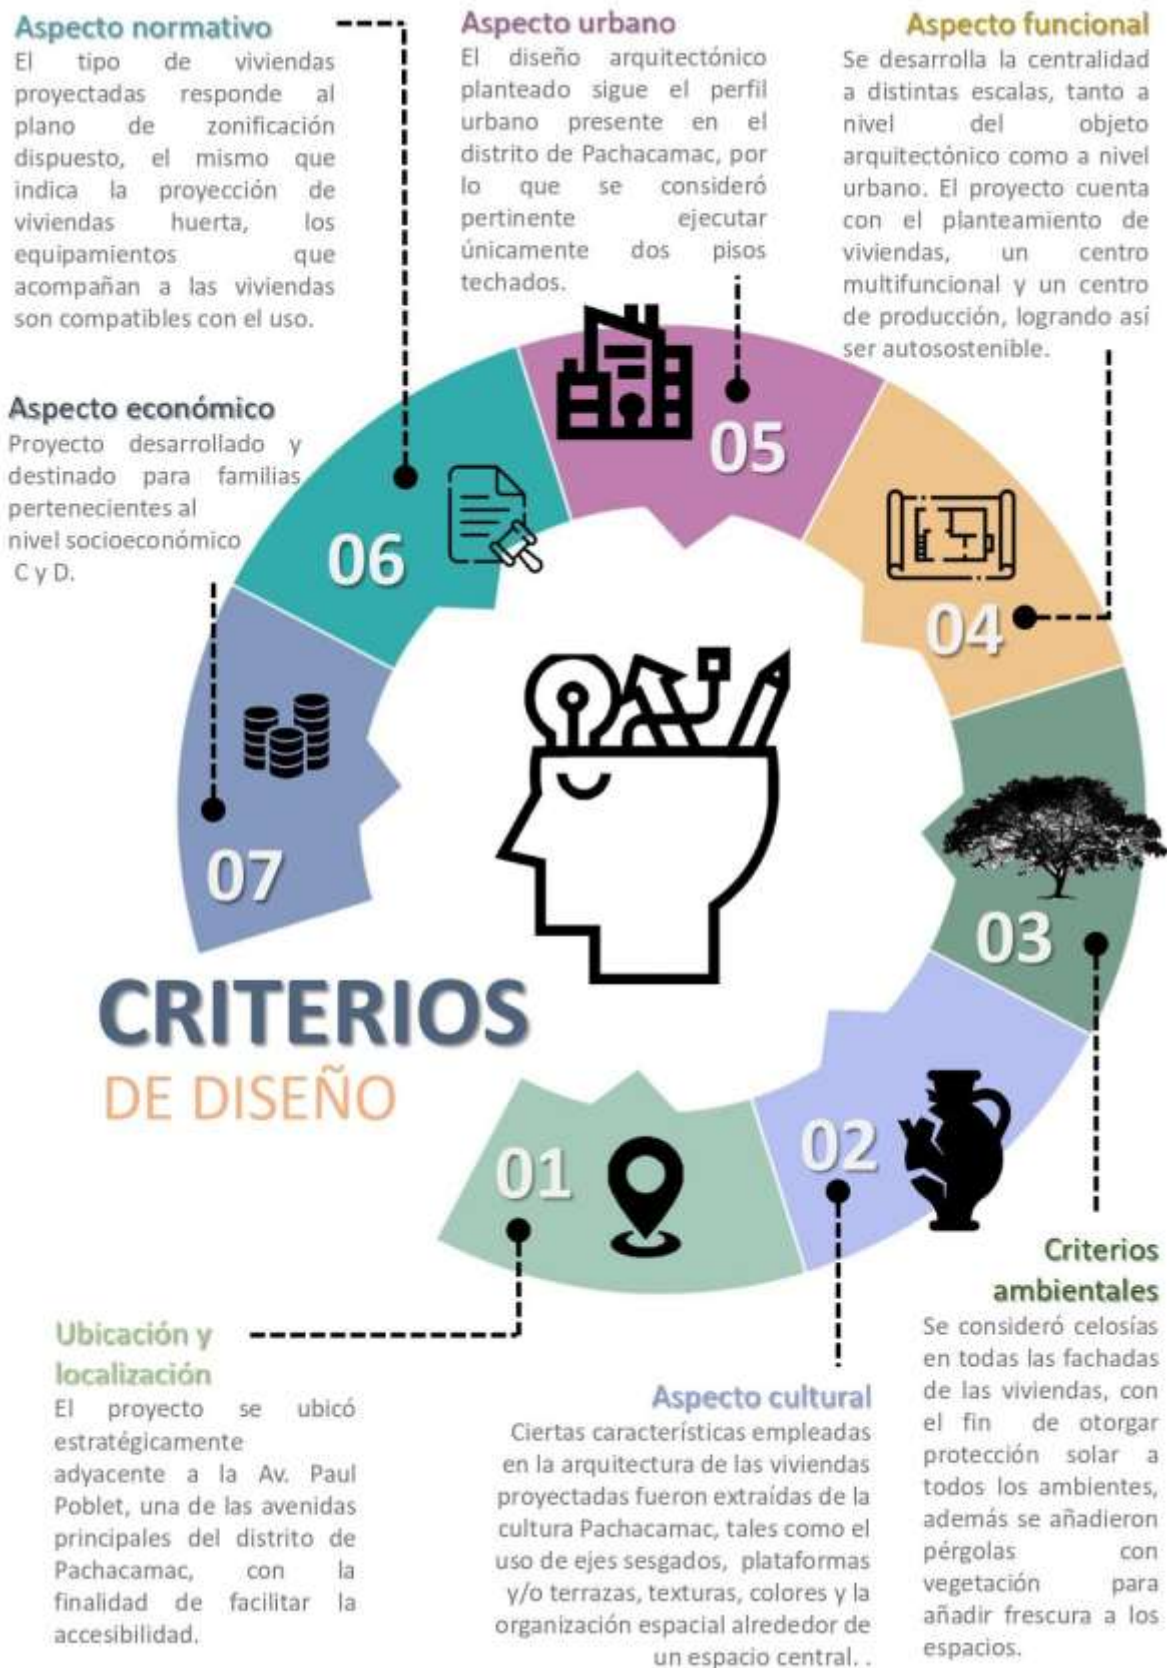 Aspecto normativo
El tipo de viviendas
proyectadas responde al
plano de zonificación
dispuesto, el mismo que
indica la proyección de
viviendas huerta, los
equipamientos que
acompañan a las viviendas
son compatibles con el uso.
Aspecto urbano
El diseño arquitectónico
planteado sigue el perfil
urbano presente en el
distrito de Pachacamac, por
lo que se consideró
pertinente ejecutar
únicamente dos pisos
techados.
Aspecto funcional
Se desarrolla la centralidad
a distintas escalas, tanto a
nivel del objeto
arquitectónico como a nivel
urbano. El proyecto cuenta
con el planteamiento de
viviendas, un centro
multifuncional y un centro
de producción, logrando así
ser autosostenible.
Aspecto económico
Proyecto desarrollado y
destinado para familias
pertenecientes al
nivel socioeconómico
C y D.
05
06
04
07
03
CRITERIOS
DE DISEÑO
02
01
Ubicación y
localización
El proyecto se ubicó
estratégicamente
adyacente a la Av. Paul
Poblet, una de las avenidas
principales del distrito de
Pachacamac, con la
finalidad de facilitar la
accesibilidad.
Aspecto cultural
Ciertas características empleadas
en la arquitectura de las viviendas
proyectadas fueron extraídas de la
cultura Pachacamac, tales como el
uso de ejes sesgados, plataformas
y/o terrazas, texturas, colores y la
organización espacial alrededor de
un espacio central. .
Criterios
ambientales
Se consideró celosías
en todas las fachadas
de las viviendas, con
el fin de otorgar
protección solar a
todos los ambientes,
además se añadieron
pérgolas con
vegetación para
añadir frescura a los
espacios.